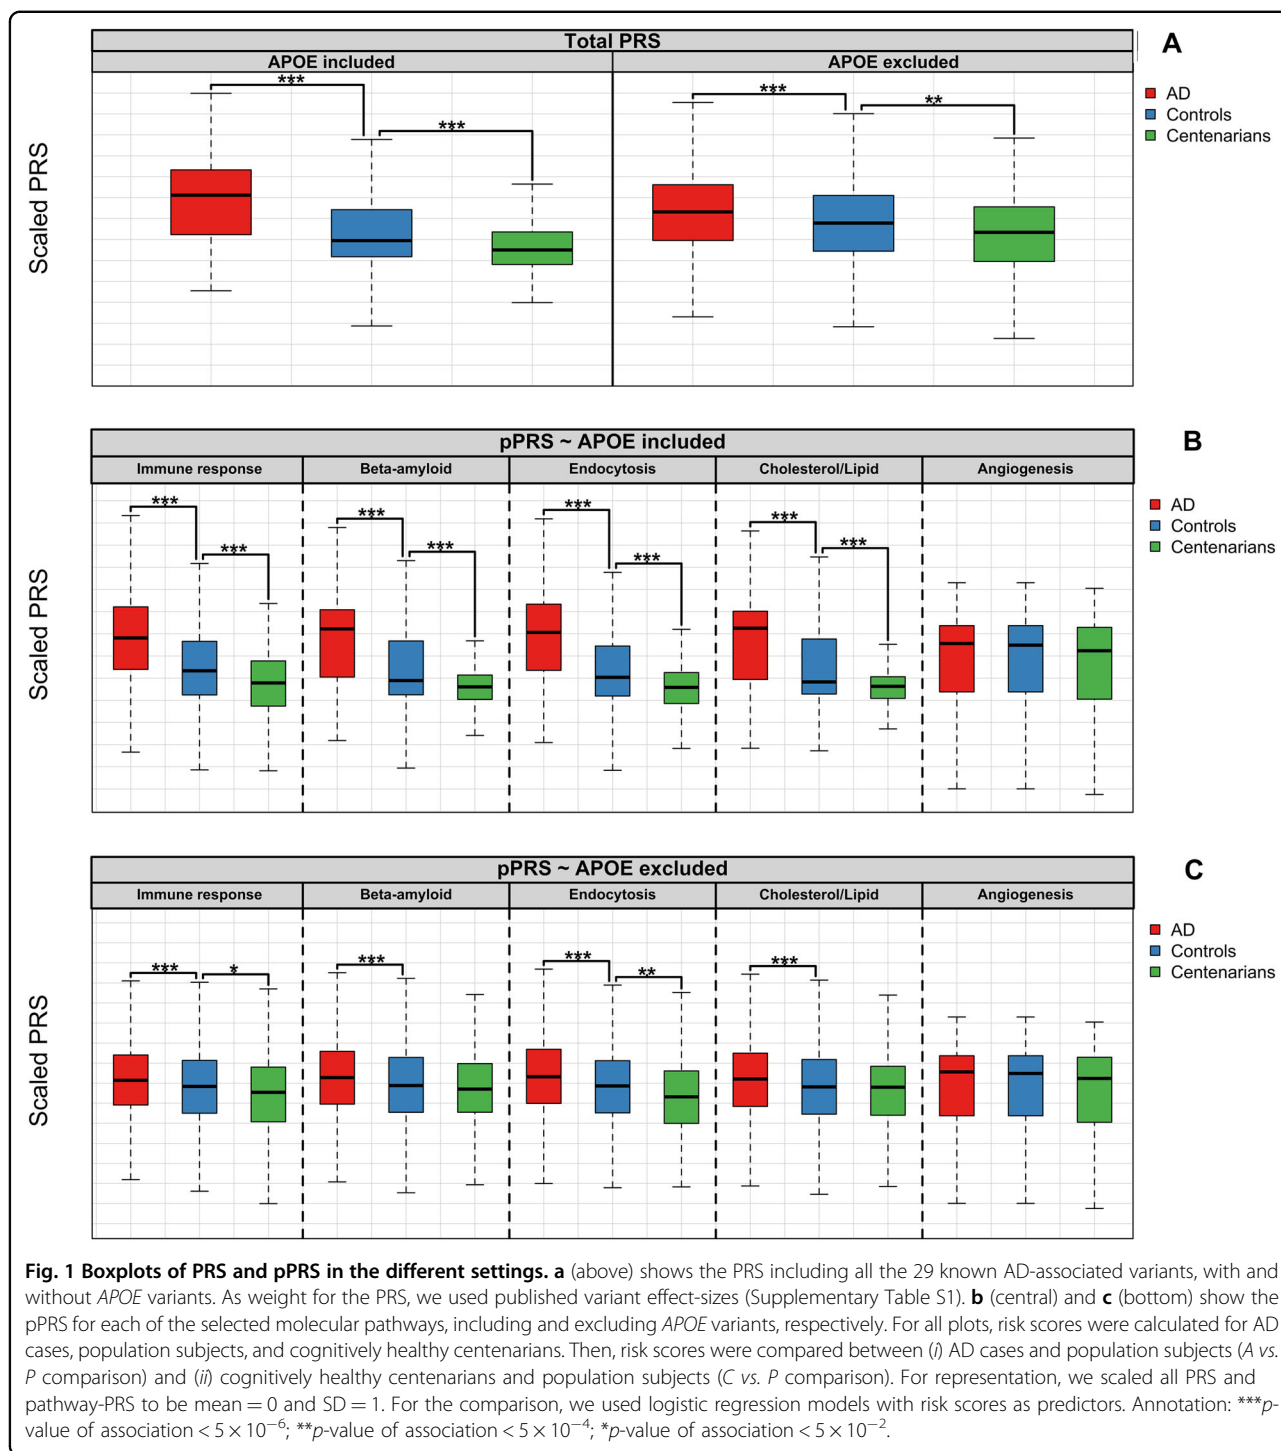 Total PRS
A
APOE included
APOE excluded
***
***
***
**
AD
Controls
Centenarians
Scaled PRS
pPRS ~ APOE included
B
Immune response
Beta-amyloid
Endocytosis
Cholesterol/Lipid
Angiogenesis
***
***
***
***
***
***
***
***
AD
Controls
Centenarians
Scaled PRS
pPRS ~ APOE excluded
C
Immune response
Beta-amyloid
Endocytosis
Cholesterol/Lipid
Angiogenesis
***
*
***
***
**
***
AD
Controls
Centenarians
Scaled PRS
Fig. 1 Boxplots of PRS and pPRS in the different settings. a (above) shows the PRS including all the 29 known AD-associated variants, with and
without APOE variants. As weight for the PRS, we used published variant effect-sizes (Supplementary Table S1). b (central) and c (bottom) show the
pPRS for each of the selected molecular pathways, including and excluding APOE variants, respectively. For all plots, risk scores were calculated for AD
cases, population subjects, and cognitively healthy centenarians. Then, risk scores were compared between (i) AD cases and population subjects (A vs.
P comparison) and (ii) cognitively healthy centenarians and population subjects (C vs. P comparison). For representation, we scaled all PRS and
pathway-PRS to be mean = 0 and SD = 1. For the comparison, we used logistic regression models with risk scores as predictors. Annotation: ***p-
value of association < 5 × 10⁻⁶; **p-value of association < 5 × 10⁻⁴; *p-value of association < 5 × 10⁻².